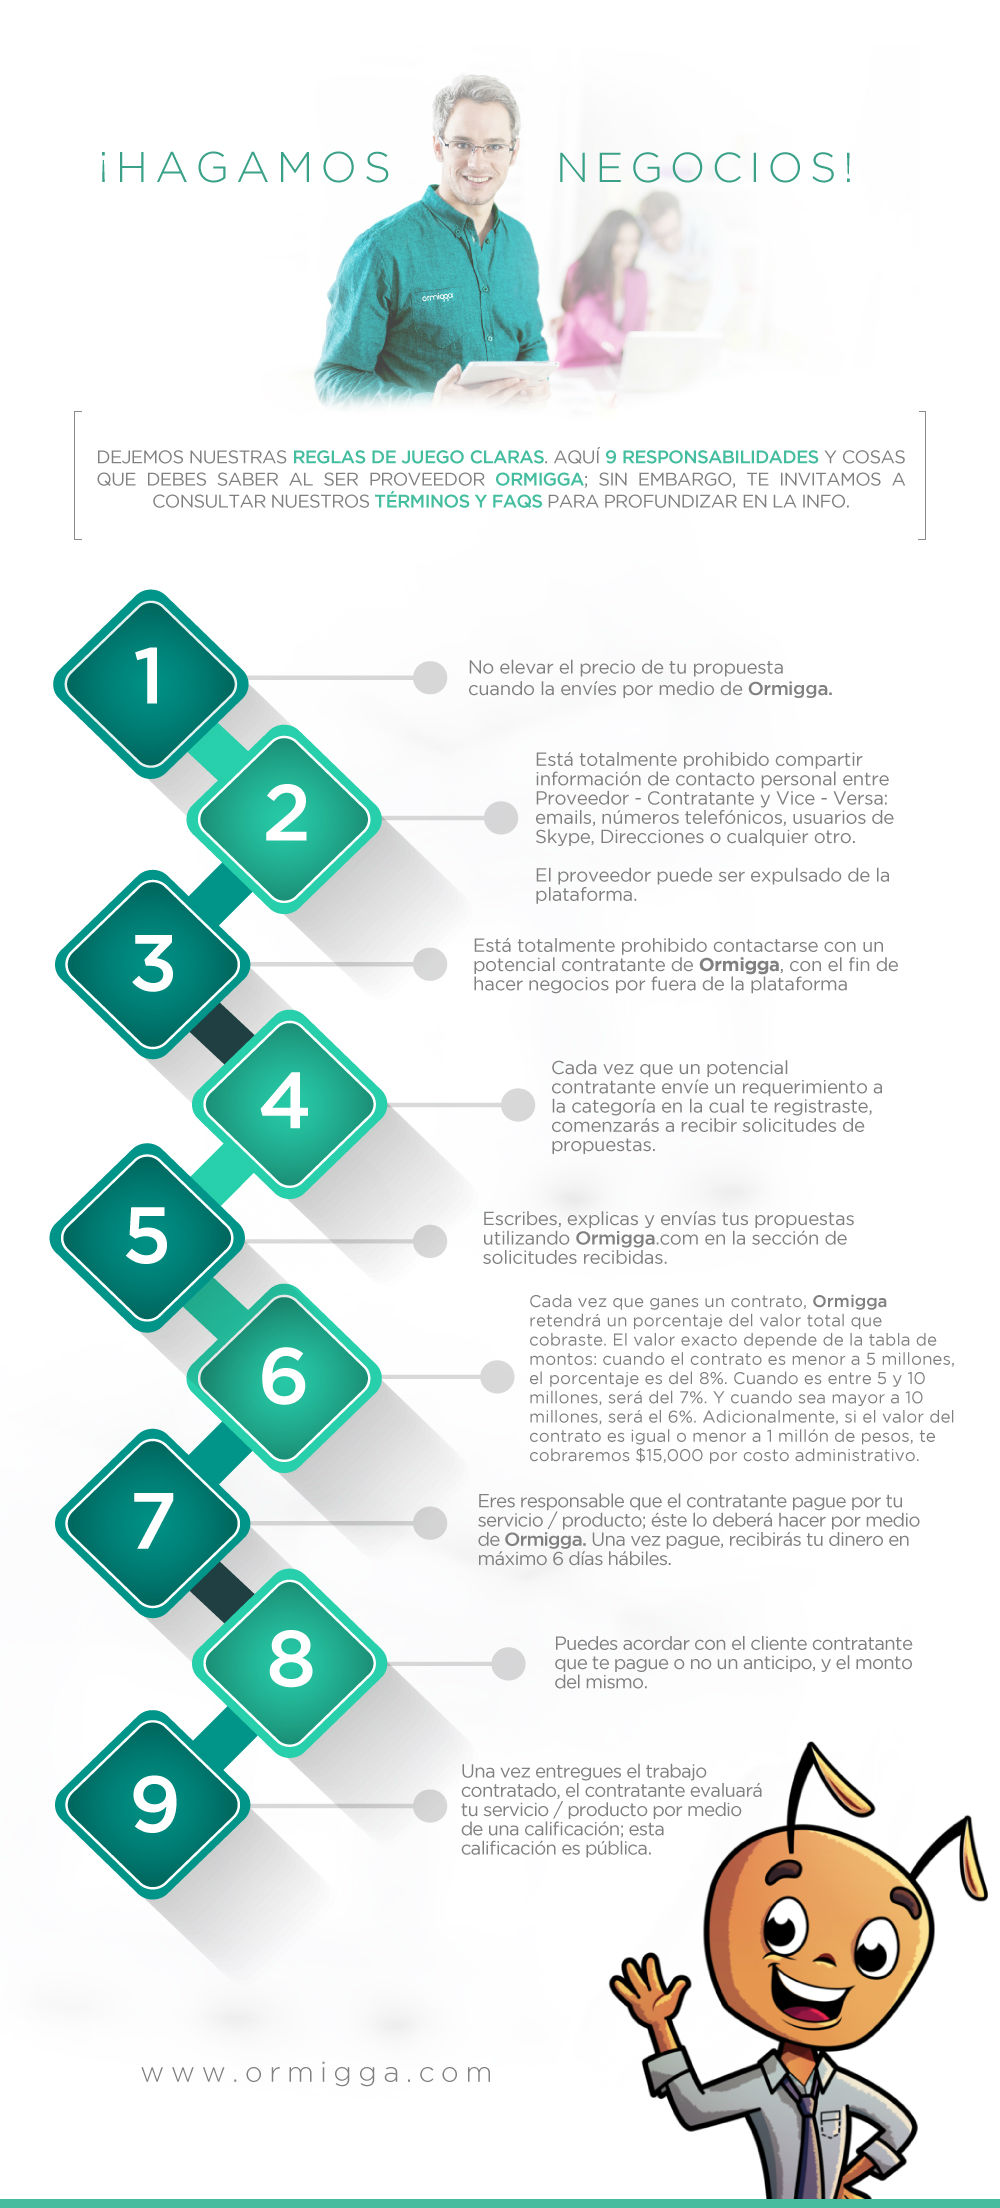 ¡HAGAMOS NEGOCIOS!
ormigga
DEJEMOS NUESTRAS REGLAS DE JUEGO CLARAS. AQUÍ 9 RESPONSABILIDADES Y COSAS
QUE DEBES SABER AL SER PROVEEDOR ORMIGGA; SIN EMBARGO, TE INVITAMOS A
CONSULTAR NUESTROS TÉRMINOS Y FAQS PARA PROFUNDIZAR EN LA INFO.
1
No elevar el precio de tu propuesta
cuando la envíes por medio de Ormigga.
2
Está totalmente prohibido compartir
información de contacto personal entre
Proveedor - Contratante y Vice - Versa:
emails, números telefónicos, usuarios de
Skype, Direcciones o cualquier otro.
El proveedor puede ser expulsado de la
plataforma.
3
Está totalmente prohibido contactarse con un
potencial contratante de Ormigga, con el fin de
hacer negocios por fuera de la plataforma
4
Cada vez que un potencial
contratante envíe un requerimiento a
la categoría en la cual te registraste,
comenzarás a recibir solicitudes de
propuestas.
5
Escribes, explicas y envías tus propuestas
utilizando Ormigga.com en la sección de
solicitudes recibidas.
6
Cada vez que ganes un contrato, Ormigga
retendrá un porcentaje del valor total que
cobraste. El valor exacto depende de la tabla de
montos: cuando el contrato es menor a 5 millones,
el porcentaje es del 8%. Cuando es entre 5 y 10
millones, será del 7%. Y cuando sea mayor a 10
millones, será el 6%. Adicionalmente, si el valor del
contrato es igual o menor a 1 millón de pesos, te
cobraremos $15,000 por costo administrativo.
7
Eres responsable que el contratante pague por tu
servicio / producto; éste lo deberá hacer por medio
de Ormigga. Una vez pague, recibirás tu dinero en
máximo 6 días hábiles.
8
Puedes acordar con el cliente contratante
que te pague o no un anticipo, y el monto
del mismo.
9
Una vez entregues el trabajo
contratado, el contratante evaluará
tu servicio / producto por medio
de una calificación; esta
calificación es pública.
www.ormigga.com